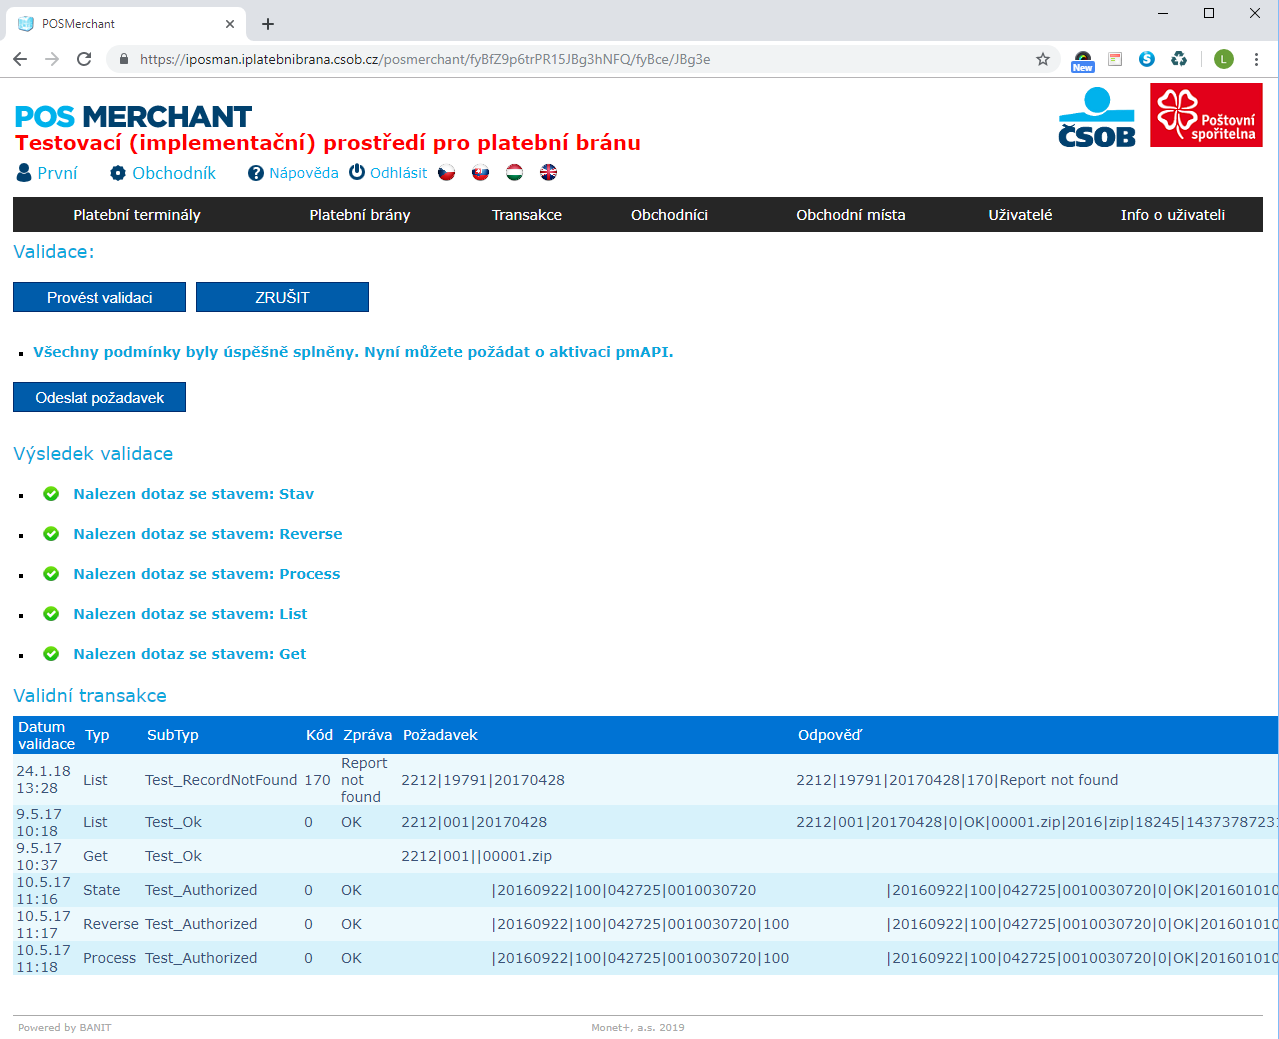 POSMerchant
https://iposman.iplatebnibrana.csob.cz/posmerchant/fyBfZ9p6trPR15JBg3hNFQ/fyBce/JBg3e
New
S
L
POS MERCHANT
Testovací (implementační) prostředí pro platební bránu
ČSOB
Poštovní
spořitelna
První Obchodník Nápověda Odhlásit
Platební terminály Platební brány Transakce Obchodníci Obchodní místa Uživatelé Info o uživateli
Validace:
Provést validaci ZRUŠIT
Všechny podmínky byly úspěšně splněny. Nyní můžete požádat o aktivaci pmAPI.
Odeslat požadavek
Výsledek validace
Nalezen dotaz se stavem: Stav
Nalezen dotaz se stavem: Reverse
Nalezen dotaz se stavem: Process
Nalezen dotaz se stavem: List
Nalezen dotaz se stavem: Get
Validní transakce
Datum validace Typ SubTyp Kód Zpráva Požadavek Odpověď
24.1.18 13:28 List Test_RecordNotFound 170 Report not found 2212|19791|20170428 2212|19791|20170428|170|Report not found
9.5.17 10:18 List Test_Ok 0 OK 2212|001|20170428 2212|001|20170428|0|OK|00001.zip|2016|zip|18245|1437378723
9.5.17 10:37 Get Test_Ok 2212|001||00001.zip
10.5.17 11:16 State Test_Authorized 0 OK |20160922|100|042725|0010030720 |20160922|100|042725|0010030720|0|OK|201601010
10.5.17 11:17 Reverse Test_Authorized 0 OK |20160922|100|042725|0010030720|100 |20160922|100|042725|0010030720|0|OK|201601010
10.5.17 11:18 Process Test_Authorized 0 OK |20160922|100|042725|0010030720|100 |20160922|100|042725|0010030720|0|OK|201601010
Powered by BANIT Monet+, a.s. 2019